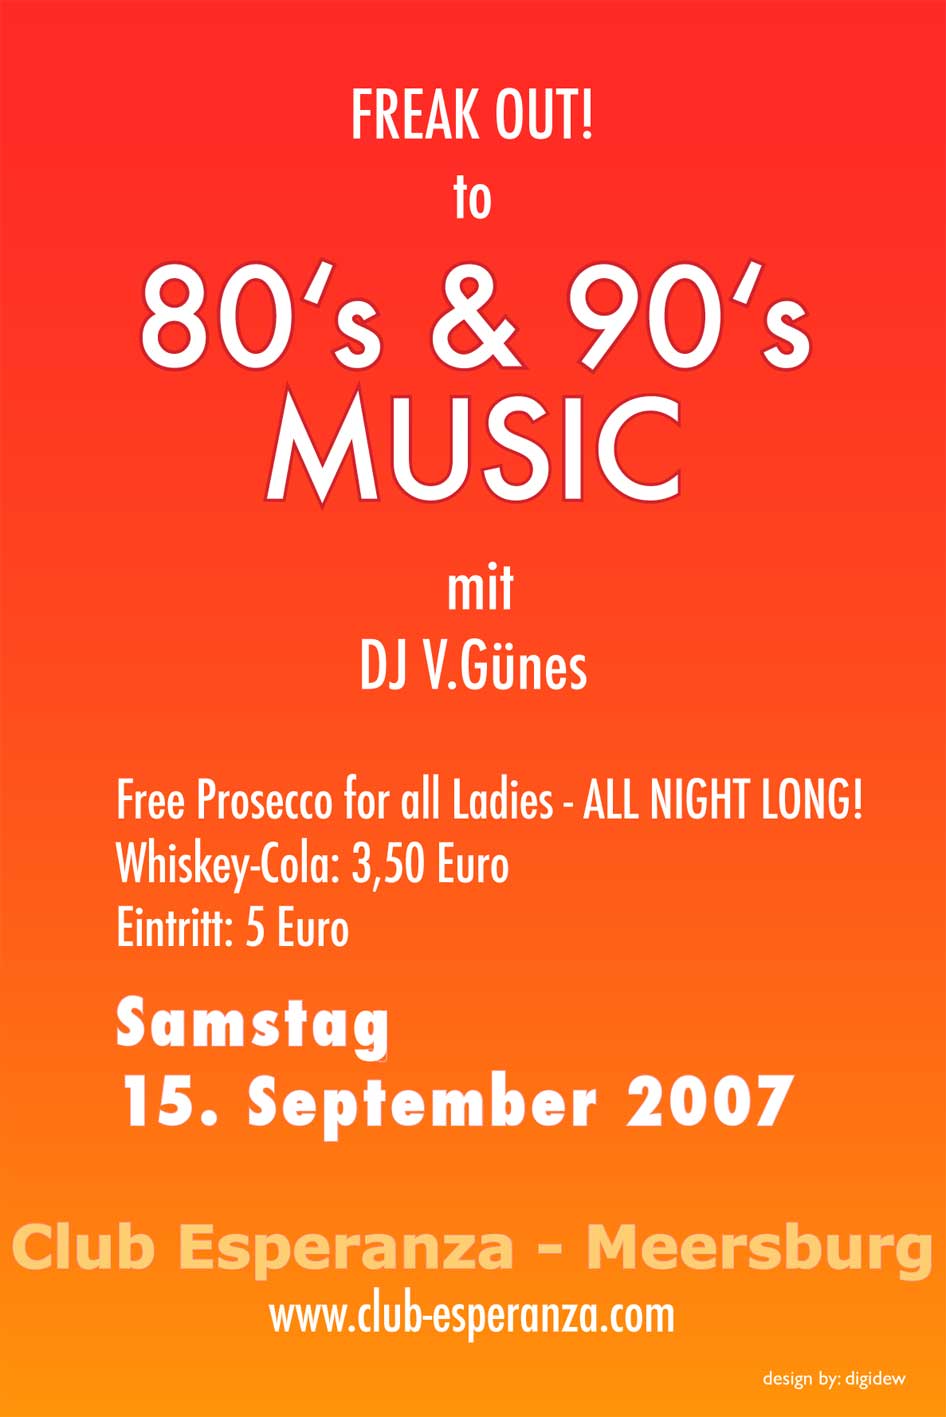 FREAK OUT!
to
80‘s & 90‘s
MUSIC
mit
DJ V.Günes
Free Prosecco for all Ladies - ALL NIGHT LONG!
Whiskey-Cola: 3,50 Euro
Eintritt: 5 Euro
Samstag
15. September 2007
Club Esperanza - Meersburg
www.club-esperanza.com
design by: digidew